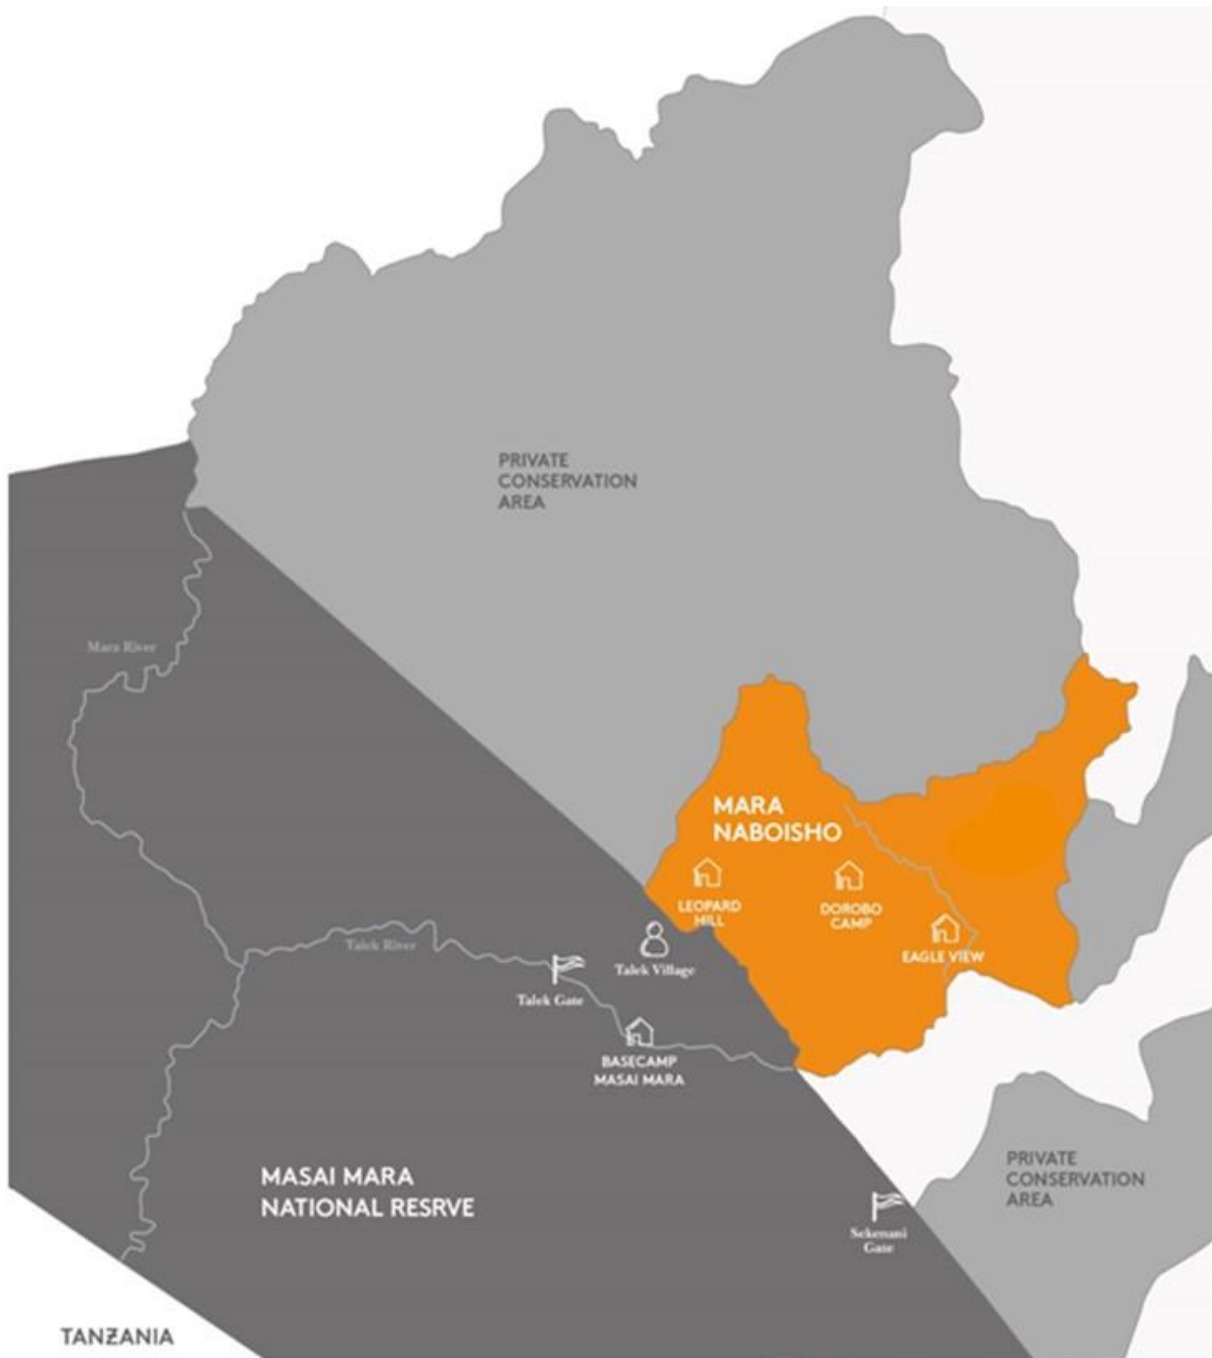 PRIVATE
CONSERVATION
AREA
Mara River
MARA
NABOISHO
LEOPARD
HILL
DOROBO
CAMP
EAGLE VIEW
Talek River
Talek Village
Talek Gate
BASECAMP
MASAI MARA
MASAI MARA
NATIONAL RESRVE
PRIVATE
CONSERVATION
AREA
Sekenani
Gate
TANZANIA